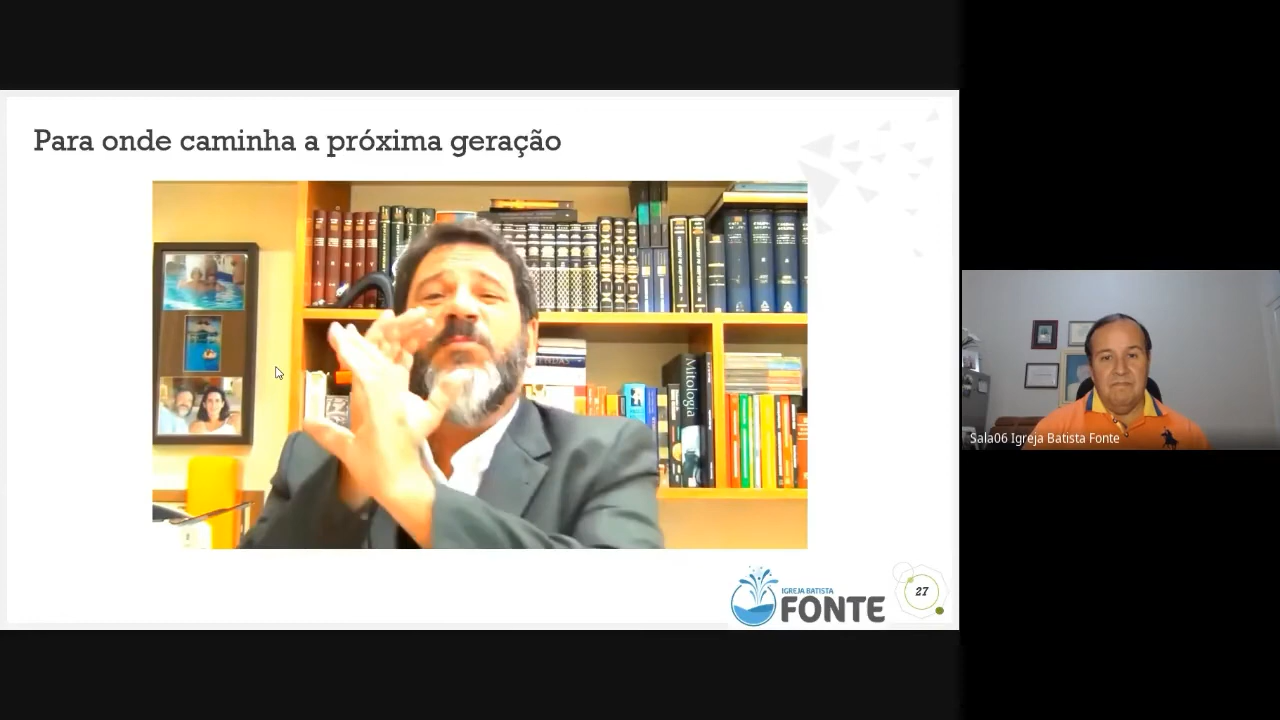 Para onde caminha a próxima geração
Mitologia
IGREJA BATISTA
FONTE
27
Sala06 Igreja Batista Fonte